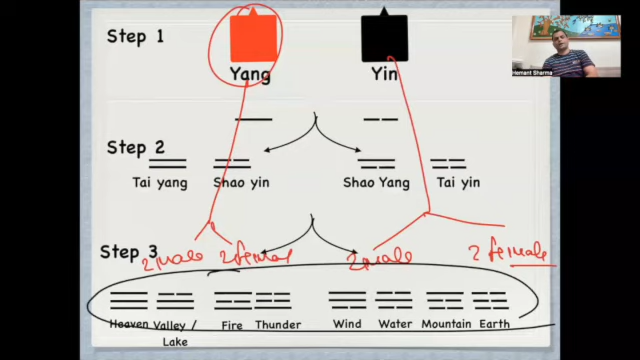 Step 1
Hemant Sharma
Yang
Yin
Step 2
Tai yang
Shao yin
Shao Yang
Tai yin
Step 3
2 male
2 female
2 male
2 female
Heaven
Valley /
Lake
Fire
Thunder
Wind
Water
Mountain
Earth